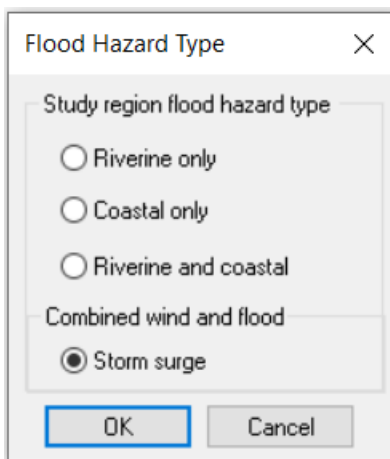 Flood Hazard Type
Study region flood hazard type
Riverine only
Coastal only
Riverine and coastal
Combined wind and flood
Storm surge
OK Cancel